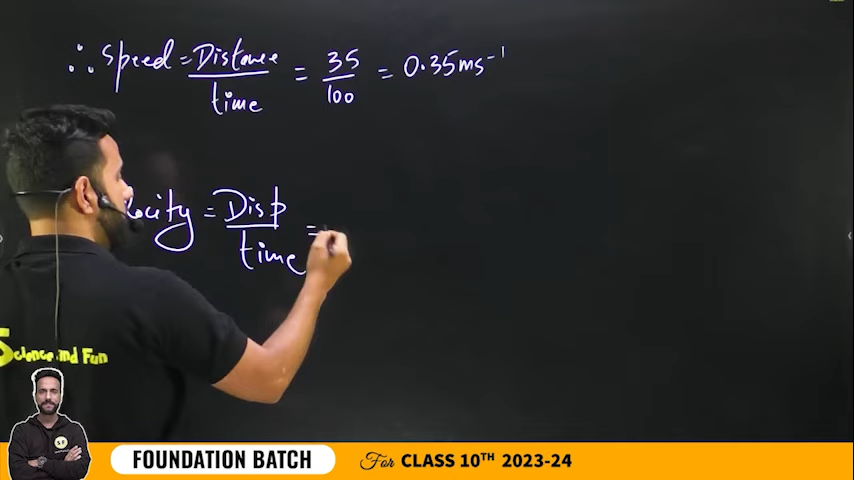 ∴ Speed = Distance / time = 35 / 100 = 0.35 ms⁻¹
locity = Disp / time =
Science and Fun
FOUNDATION BATCH
For CLASS 10TH 2023-24